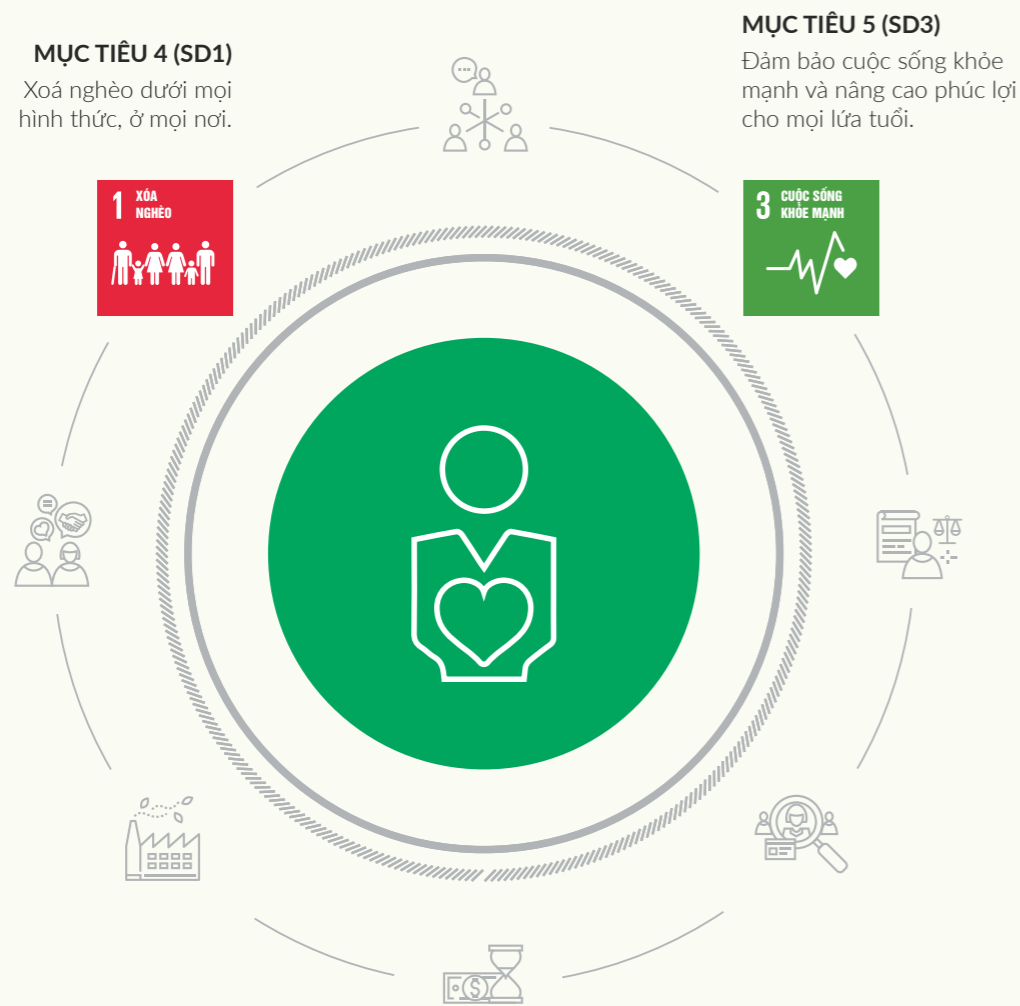 MỤC TIÊU 4 (SD1)
Xoá nghèo dưới mọi
hình thức, ở mọi nơi.
1 XÓA
NGHÈO
MỤC TIÊU 5 (SD3)
Đảm bảo cuộc sống khỏe
mạnh và nâng cao phúc lợi
cho mọi lứa tuổi.
3 CUỘC SỐNG
KHỎE MẠNH
$